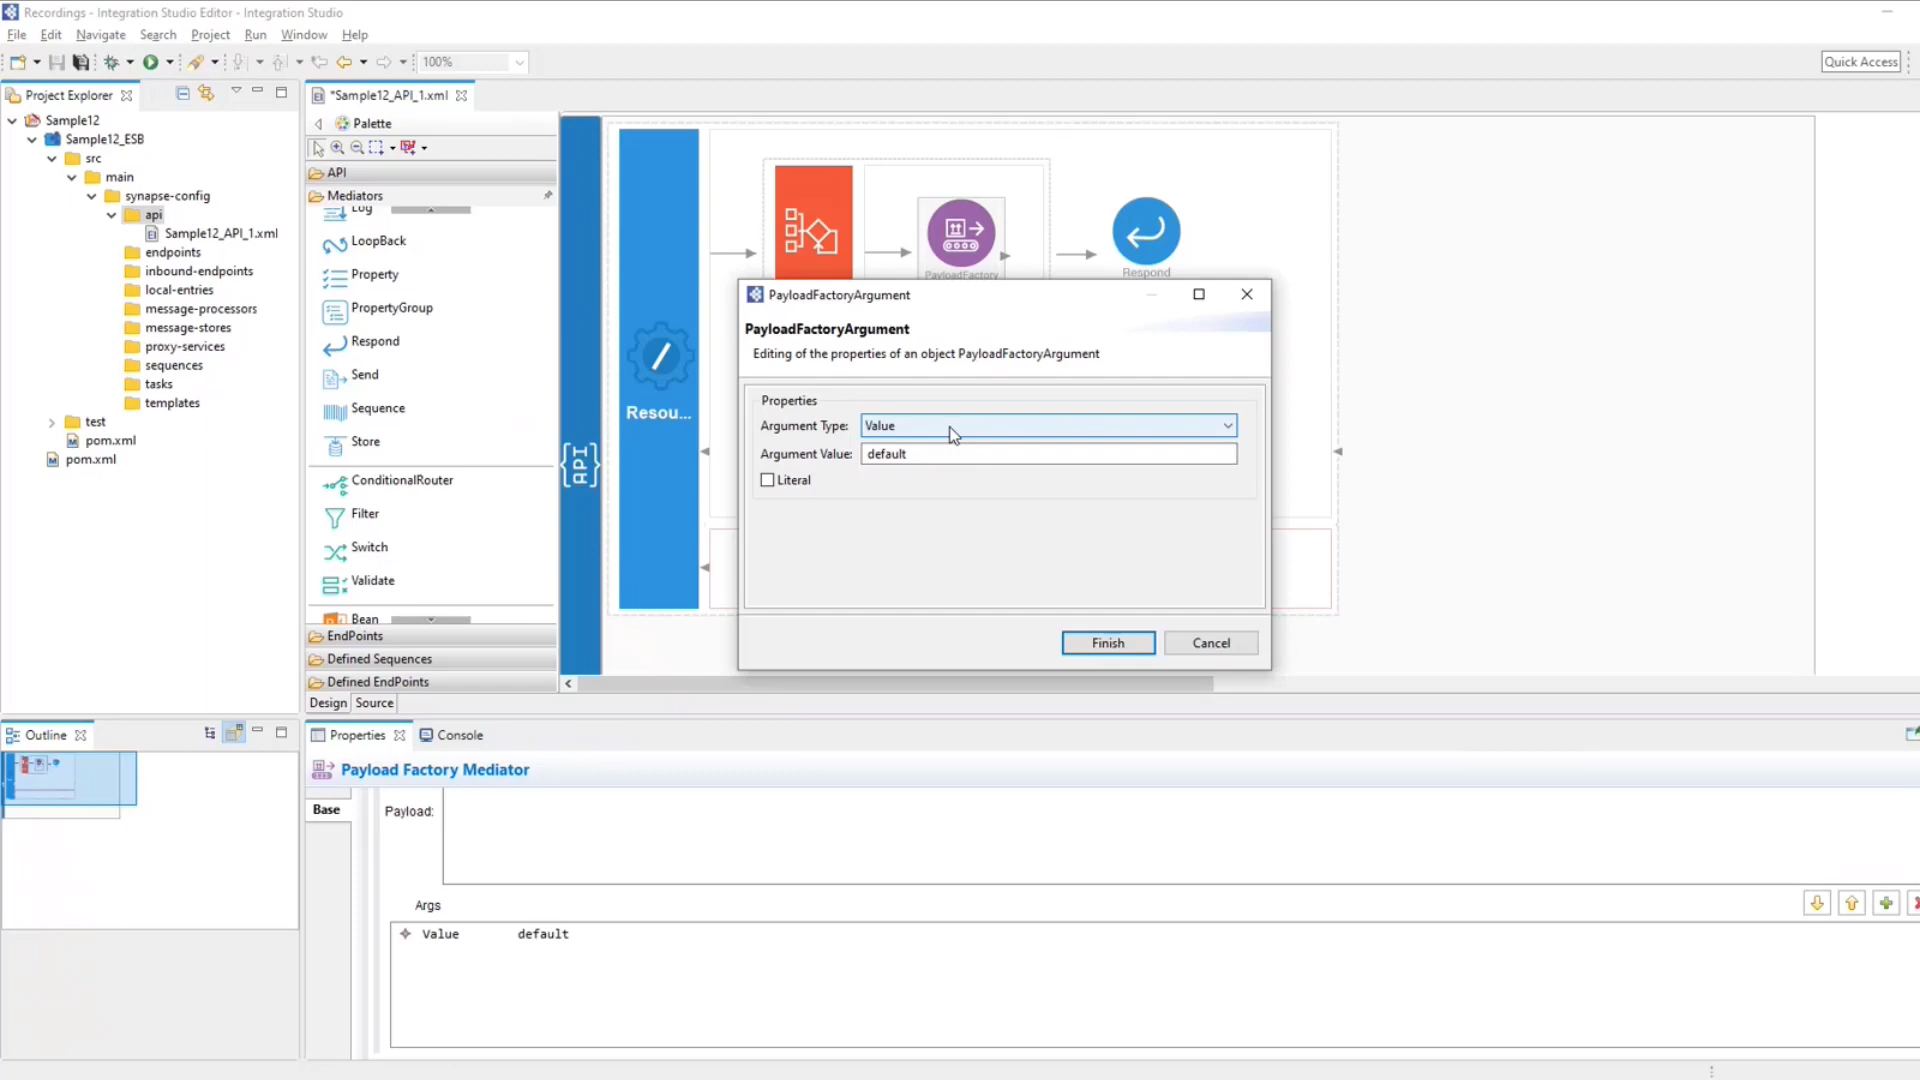 Recordings - Integration Studio Editor - Integration Studio
File Edit Navigate Search Project Run Window Help
100%
Quick Access
Project Explorer
*Sample12_API_1.xml
Palette
Sample12
Sample12_ESB
src
main
synapse-config
api
Sample12_API_1.xml
endpoints
inbound-endpoints
local-entries
message-processors
message-stores
proxy-services
sequences
tasks
templates
test
pom.xml
pom.xml
API
Mediators
Log
LoopBack
Property
PropertyGroup
Respond
Send
Sequence
Store
ConditionalRouter
Filter
Switch
Validate
Bean
EndPoints
Defined Sequences
Defined EndPoints
Design Source
{API}
Resou...
PayloadFactory
Respond
PayloadFactoryArgument
PayloadFactoryArgument
Editing of the properties of an object PayloadFactoryArgument
Properties
Argument Type: Value
Argument Value: default
Literal
Finish Cancel
Outline
Properties Console
Payload Factory Mediator
Base
Payload:
Args
Value default